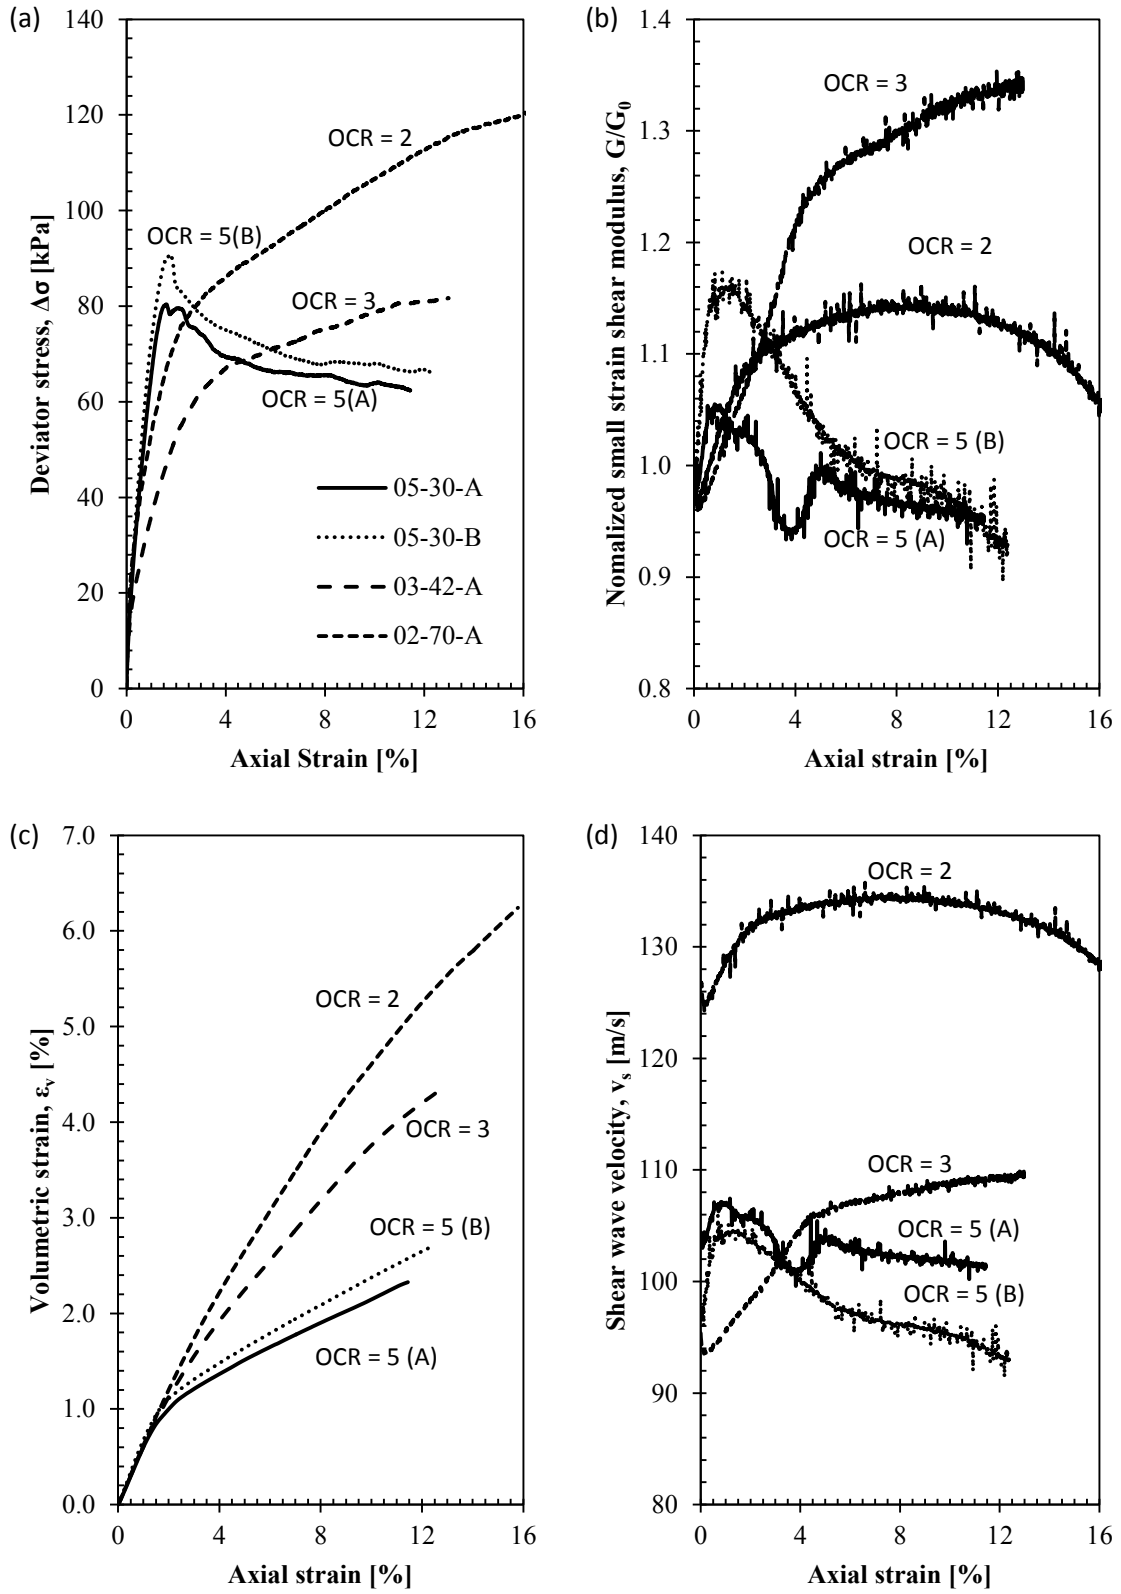 (a)
140
120
100
80
60
40
20
0
Deviator stress, Δσ [kPa]
OCR = 2
OCR = 5(B)
OCR = 3
OCR = 5(A)
05-30-A
05-30-B
03-42-A
02-70-A
0 4 8 12 16
Axial Strain [%]
(b)
1.4
1.3
1.2
1.1
1.0
0.9
0.8
Nomalized small strain shear modulus, G/G0
OCR = 3
OCR = 2
OCR = 5 (B)
OCR = 5 (A)
0 4 8 12 16
Axial strain [%]
(c)
7.0
6.0
5.0
4.0
3.0
2.0
1.0
0.0
Volumetric strain, εv [%]
OCR = 2
OCR = 3
OCR = 5 (B)
OCR = 5 (A)
0 4 8 12 16
Axial strain [%]
(d)
140
130
120
110
100
90
80
Shear wave velocity, vs [m/s]
OCR = 2
OCR = 3
OCR = 5 (A)
OCR = 5 (B)
0 4 8 12 16
Axial strain [%]